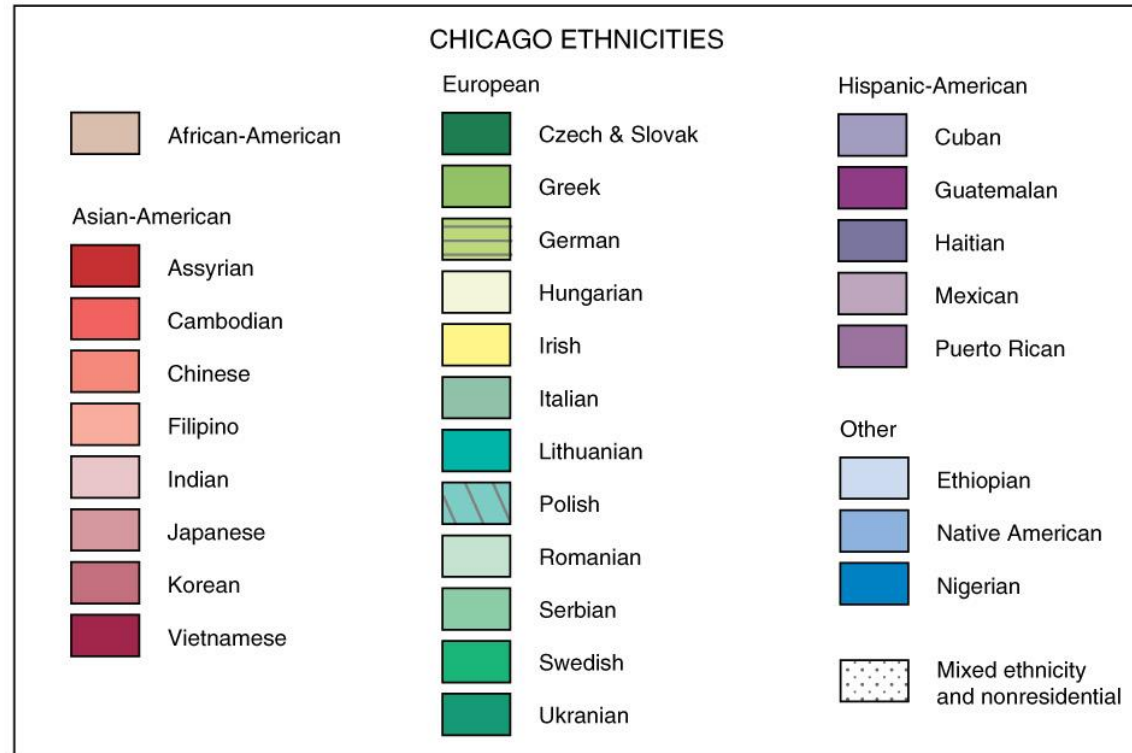 CHICAGO ETHNICITIES
African-American
Asian-American
Assyrian
Cambodian
Chinese
Filipino
Indian
Japanese
Korean
Vietnamese
European
Czech & Slovak
Greek
German
Hungarian
Irish
Italian
Lithuanian
Polish
Romanian
Serbian
Swedish
Ukranian
Hispanic-American
Cuban
Guatemalan
Haitian
Mexican
Puerto Rican
Other
Ethiopian
Native American
Nigerian
Mixed ethnicity
and nonresidential